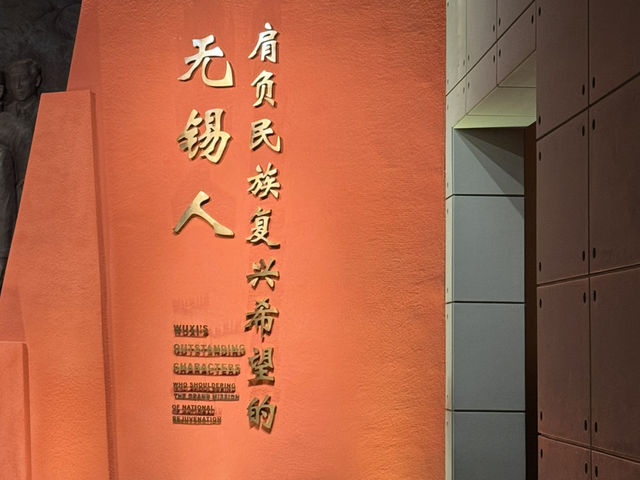 肩负民族复兴希望的
无锡人
WUXI'S
OUTSTANDING
CHARACTERS
WHO SHOULDERING
THE GRAND MISSION
OF NATIONAL
REJUVENATION